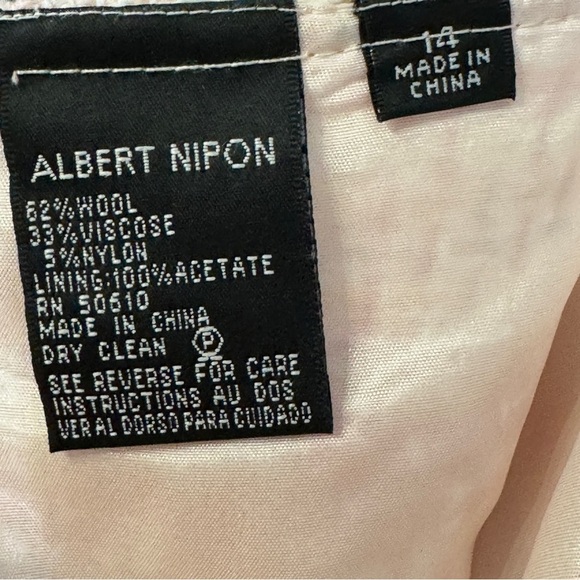 ALBERT NIPON
62% WOOL
33% VISCOSE
5% NYLON
LINING:100% ACETATE
RN 50610
MADE IN CHINA
DRY CLEAN P
SEE REVERSE FOR CARE
INSTRUCTIONS AU DOS
VER AL DORSO PARA CUIDADO
14
MADE IN
CHINA